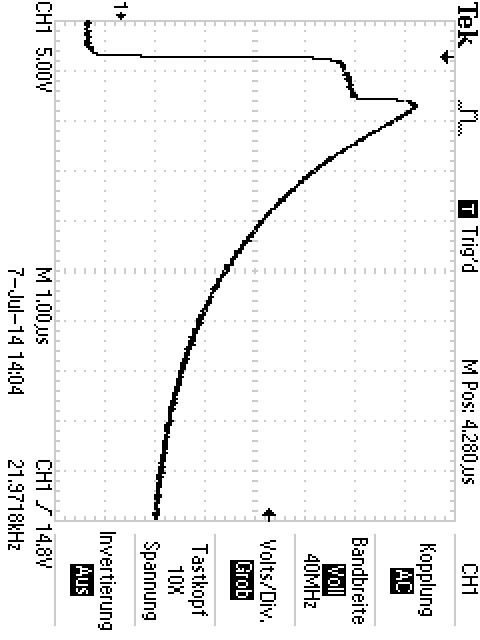 Tek
T Trig'd
M Pos: 4.280µs
CH1
Kopplung
AC
Bandbreite
Voll
40MHz
Volts/Div.
Grob
Tastkopf
10X
Spannung
Invertierung
Aus
1
CH1 5.00V
M 1.00µs
CH1 / 14.8V
7-Jul-14 14:04
21.9718kHz